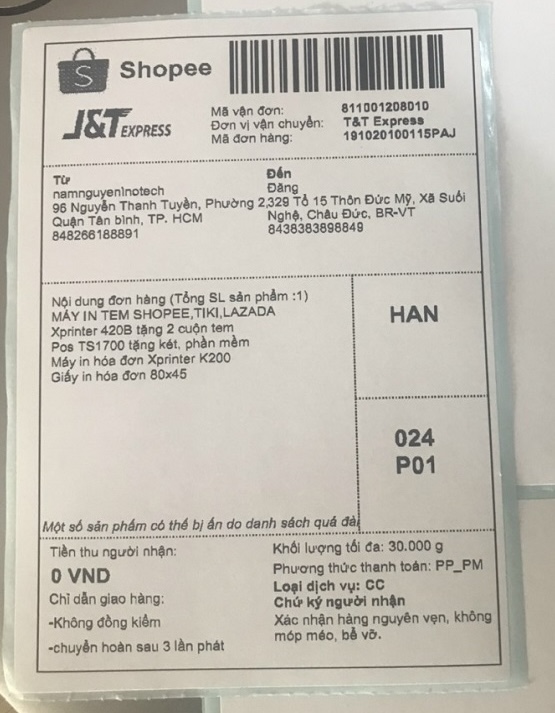 Shopee
J&T EXPRESS
Mã vận đơn: 811001208010
Đơn vị vận chuyển: T&T Express
Mã đơn hàng: 191020100115PAJ
Từ
namnguyeninotech
96 Nguyễn Thanh Tuyền, Phường 2,
Quận Tân bình, TP. HCM
848266188891
Đến
Đăng
329 Tổ 15 Thôn Đức Mỹ, Xã Suối
Nghệ, Châu Đức, BR-VT
8438383898849
Nội dung đơn hàng (Tổng SL sản phẩm :1)
MÁY IN TEM SHOPEE,TIKI,LAZADA
Xprinter 420B tặng 2 cuộn tem
Pos TS1700 tặng két, phần mềm
Máy in hóa đơn Xprinter K200
Giấy in hóa đơn 80x45
HAN
024
P01
Một số sản phẩm có thể bị ẩn do danh sách quá dài
Tiền thu người nhận:
0 VND
Chỉ dẫn giao hàng:
-Không đồng kiểm
-chuyển hoàn sau 3 lần phát
Khối lượng tối đa: 30.000 g
Phương thức thanh toán: PP_PM
Loại dịch vụ: CC
Chữ ký người nhận
Xác nhận hàng nguyên vẹn, không
móp méo, bể vỡ.